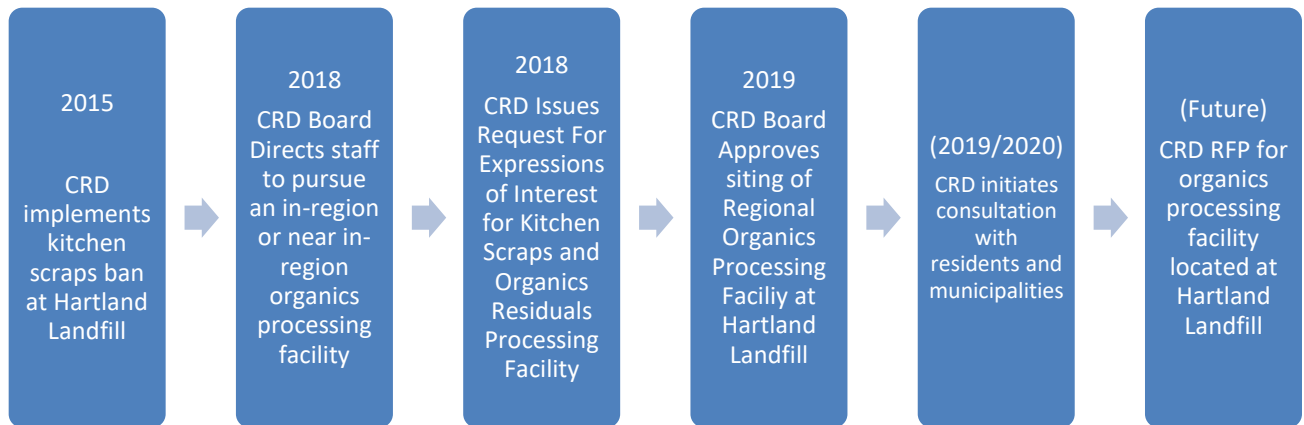 2015
CRD
implements
kitchen
scraps ban
at Hartland
Landfill
2018
CRD Board
Directs staff
to pursue
an in-region
or near in-
region
organics
processing
facility
2018
CRD Issues
Request For
Expressions
of Interest
for Kitchen
Scraps and
Organics
Residuals
Processing
Facility
2019
CRD Board
Approves
siting of
Regional
Organics
Processing
Faciliy at
Hartland
Landfill
(2019/2020)
CRD initiates
consultation
with
residents and
municipalities
(Future)
CRD RFP for
organics
processing
facility
located at
Hartland
Landfill